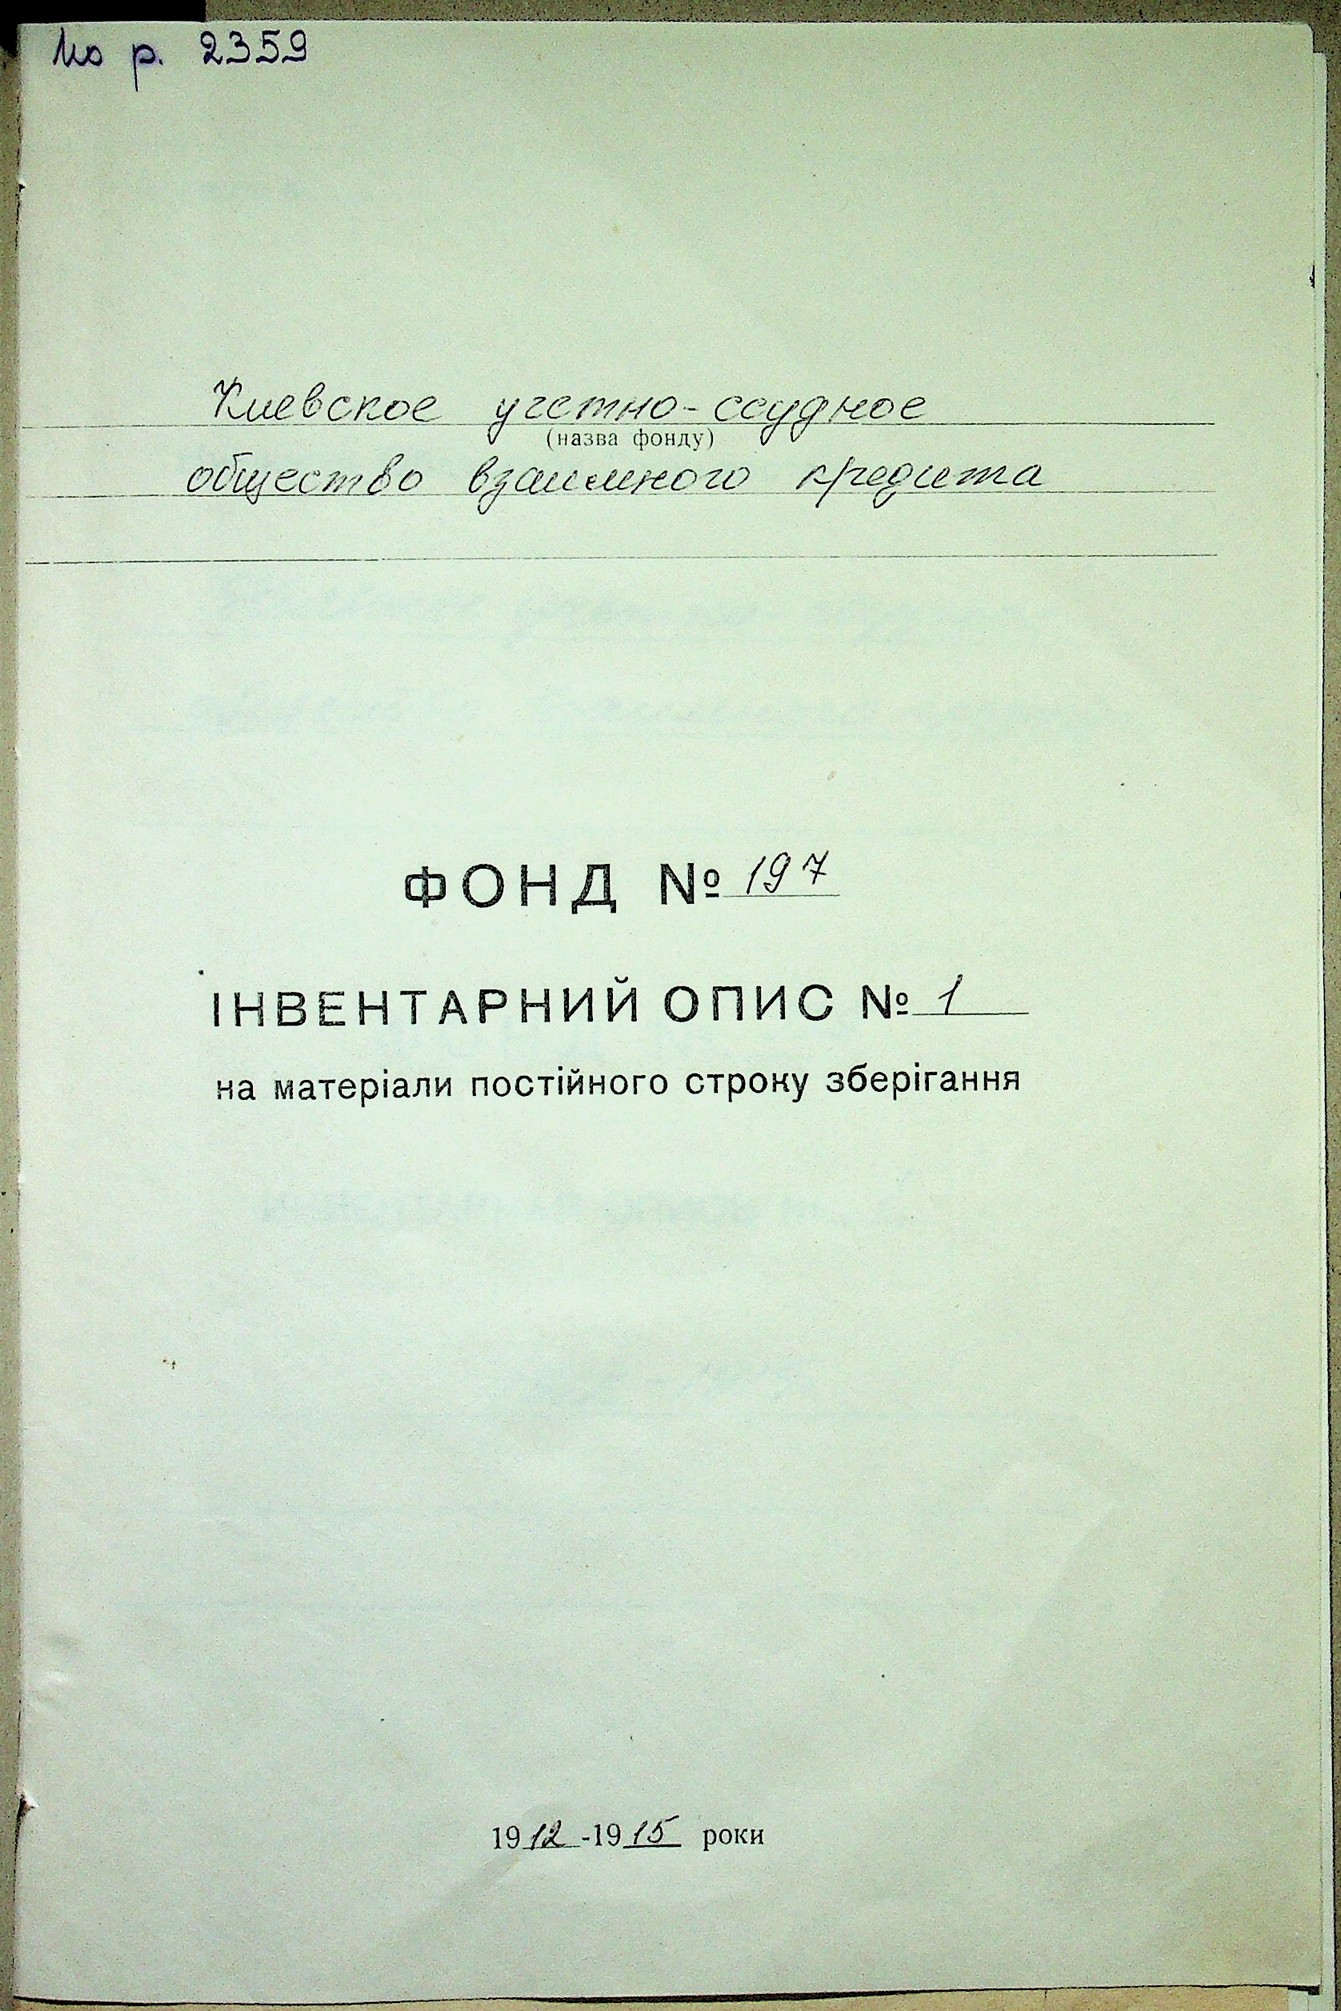 По р. 2359
Киевское учетно-ссудное
(назва фонду)
общество взаимного кредита
ФОНД № 197
ІНВЕНТАРНИЙ ОПИС № 1
на матеріали постійного строку зберігання
1912-1915 роки